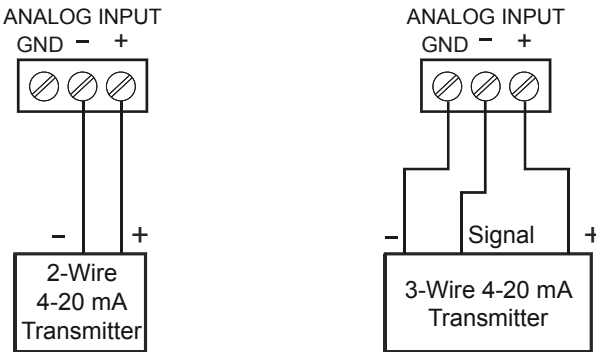 ANALOG INPUT
GND – +
– +
2-Wire
4-20 mA
Transmitter
ANALOG INPUT
GND – +
– Signal +
3-Wire 4-20 mA
Transmitter